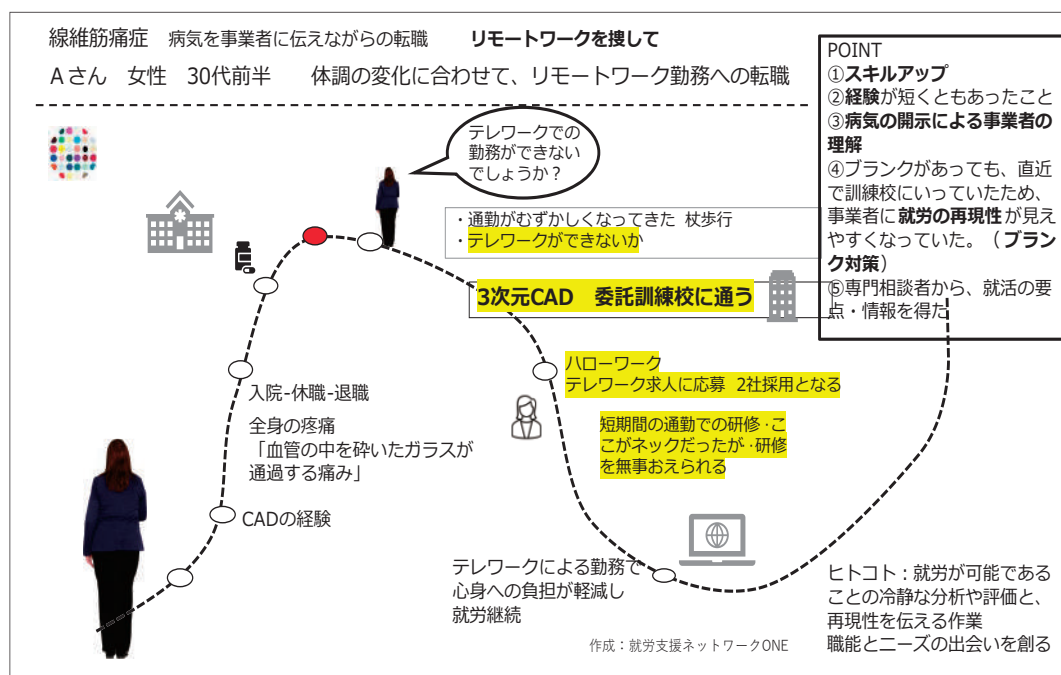 線維筋痛症 病気を事業者に伝えながらの転職 リモートワークを捜して
Aさん 女性 30代前半 体調の変化に合わせて、リモートワーク勤務への転職
POINT
①スキルアップ
②経験が短くともあったこと
③病気の開示による事業者の
理解
④ブランクがあっても、直近
で訓練校にいっていたため、
事業者に就労の再現性が見え
やすくなっていた。（ブラン
ク対策）
⑤専門相談者から、就活の要
点・情報を得た
テレワークでの
勤務ができない
でしょうか？
・通勤がむずかしくなってきた 杖歩行
・テレワークができないか
3次元CAD 委託訓練校に通う
ハローワーク
テレワーク求人に応募 2社採用となる
短期間の通勤での研修・こ
こがネックだったが・研修
を無事おえられる
入院-休職-退職
全身の疼痛
「血管の中を砕いたガラスが
通過する痛み」
CADの経験
テレワークによる勤務で
心身への負担が軽減し
就労継続
作成：就労支援ネットワークONE
ヒトコト：就労が可能である
ことの冷静な分析や評価と、
再現性を伝える作業
職能とニーズの出会いを創る